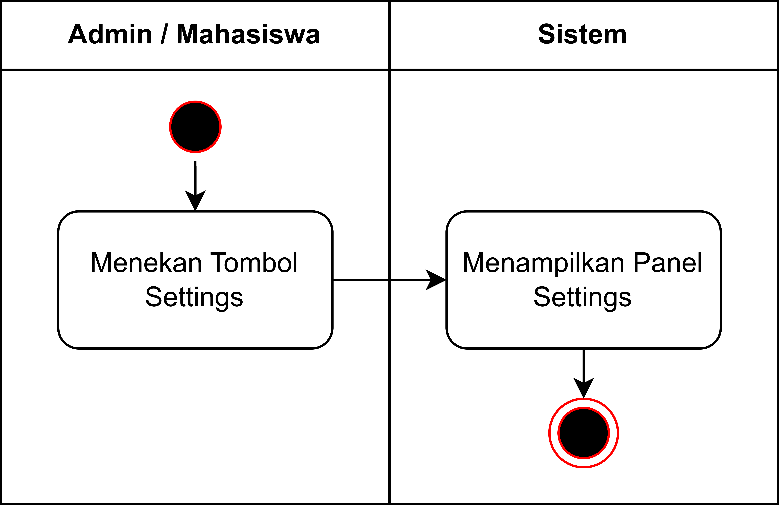 Admin / Mahasiswa
Sistem
Menekan Tombol
Settings
Menampilkan Panel
Settings